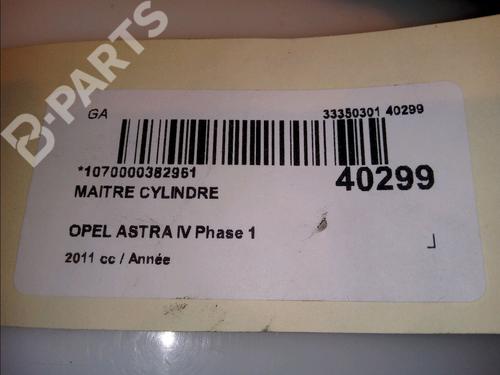 B-PARTS
GA 33350301 40299
*1070000382961 40299
MAITRE CYLINDRE
OPEL ASTRA IV Phase 1
2011 cc / Année